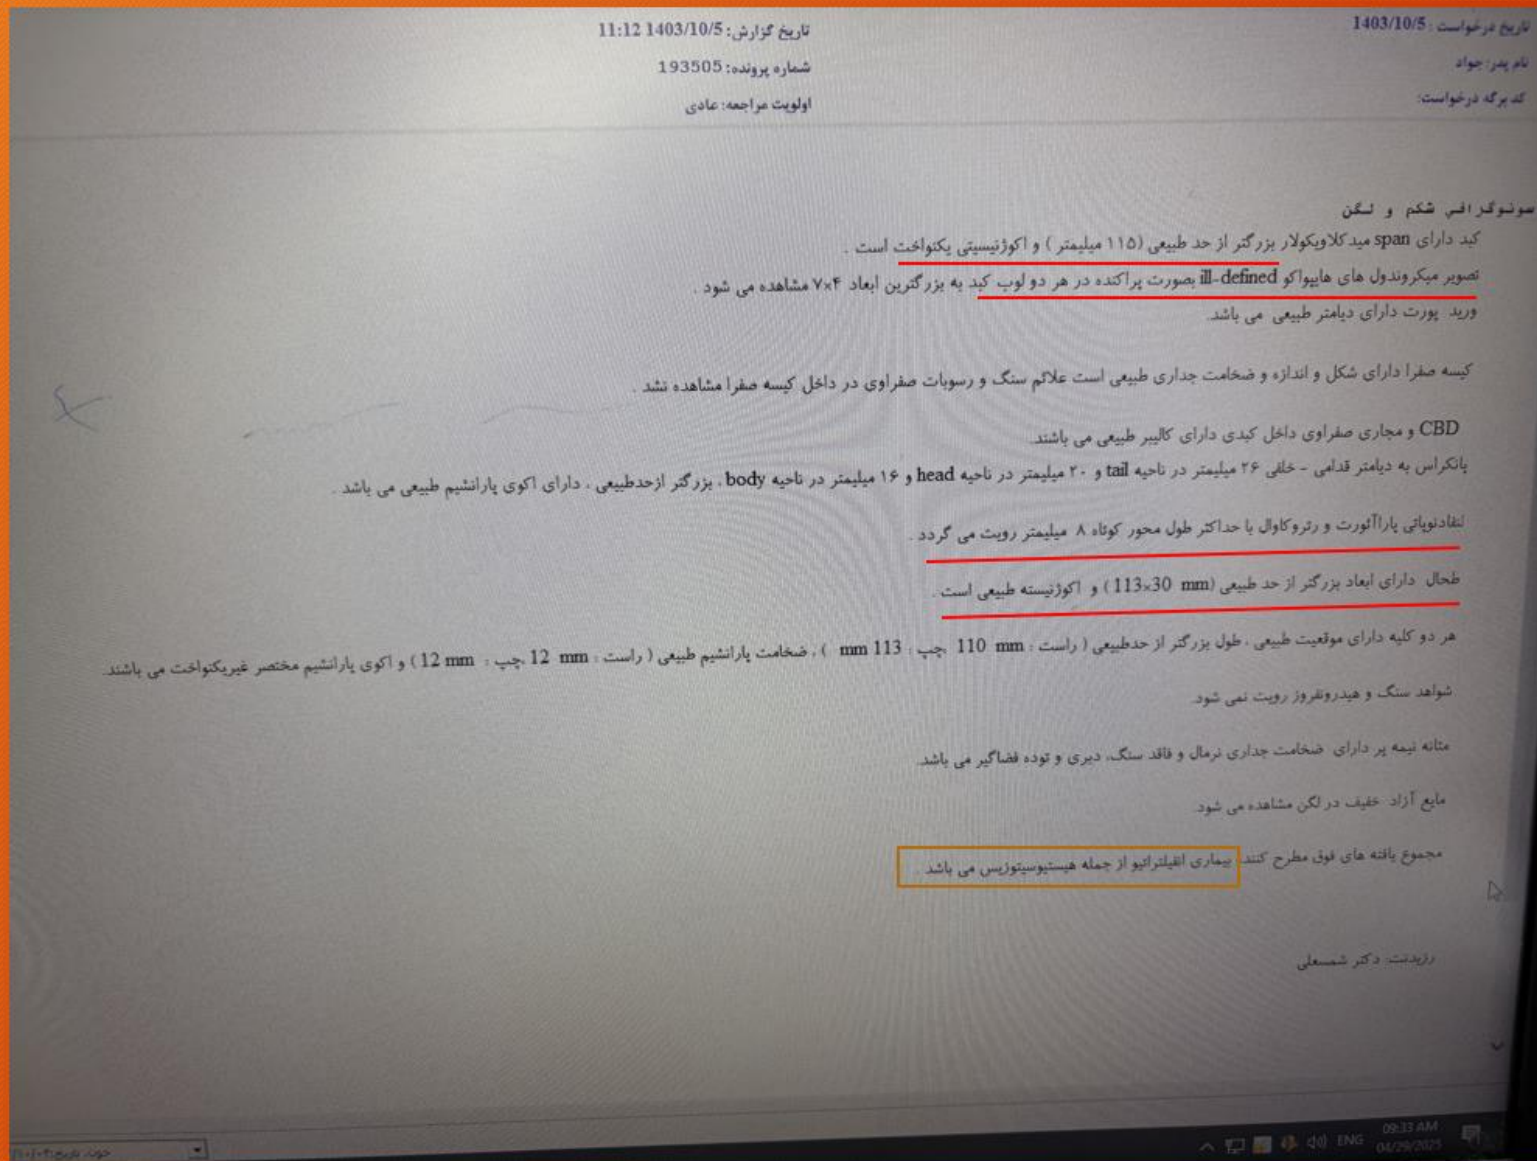 تاریخ درخواست : 1403/10/5
تاریخ گزارش: 1403/10/5 11:12
نام پدر: جواد
شماره پرونده: 193505
کد برگه درخواست:
اولویت مراجعه: عادی
سونوگرافي شکم و لگن
کبد دارای span میدکلاویکولار بزرگتر از حد طبیعی (۱۱۵ میلیمتر ) و اکوژنیسیتی یکنواخت است .
تصویر میکروندول های هایپواکو ill-defined بصورت پراکنده در هر دو لوب کبد به بزرگترین ابعاد ۷×۴ مشاهده می شود .
ورید پورت دارای دیامتر طبیعی می باشد.
کیسه صفرا دارای شکل و اندازه و ضخامت جداری طبیعی است علائم سنگ و رسوبات صفراوی در داخل کیسه صفرا مشاهده نشد .
CBD و مجاری صفراوی داخل کبدی دارای کالیبر طبیعی می باشند.
پانکراس به دیامتر قدامی - خلفی ۲۶ میلیمتر در ناحیه tail و ۲۰ میلیمتر در ناحیه head و ۱۶ میلیمتر در ناحیه body ، بزرگتر ازحدطبیعی ، دارای اکوی پارانشیم طبیعی می باشد .
لنفادنوپاتی پاراآئورت و رتروکاوال با حداکثر طول محور کوتاه ۸ میلیمتر رویت می گردد .
طحال دارای ابعاد بزرگتر از حد طبیعی (113×30 mm ) و اکوژنیسته طبیعی است .
هر دو کلیه دارای موقعیت طبیعی ، طول بزرگتر از حدطبیعی ( راست : 110 mm ،چپ : 113 mm ) ، ضخامت پارانشیم طبیعی ( راست : 12 mm ،چپ : 12 mm ) و اکوی پارانشیم مختصر غیریکنواخت می باشند.
شواهد سنگ و هیدرونفروز رویت نمی شود.
مثانه نیمه پر دارای ضخامت جداری نرمال و فاقد سنگ، دبری و توده فضاگیر می باشد.
مایع آزاد خفیف در لگن مشاهده می شود.
مجموع یافته های فوق مطرح کننده بیماری انفیلتراتیو از جمله هیستیوسیتوزیس می باشد .
رزیدنت: دکتر شمسعلی
ENG
09:33 AM
04/29/2025